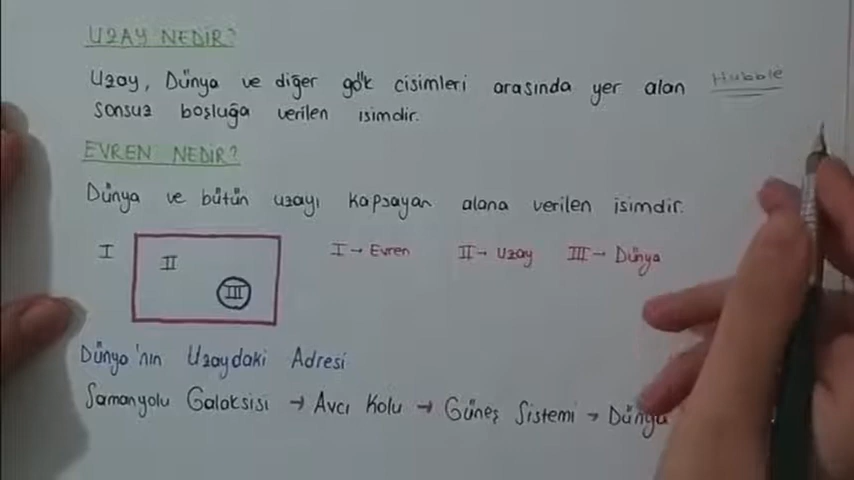 UZAY NEDİR?
Uzay, Dünya ve diğer gök cisimleri arasında yer alan Hubble
sonsuz boşluğa verilen isimdir.
EVREN NEDİR?
Dünya ve bütün uzayı kapsayan alana verilen isimdir.
I II III I → Evren II → Uzay III → Dünya
Dünya'nın Uzaydaki Adresi
Samanyolu Galaksisi → Avcı Kolu → Güneş Sistemi → Dünya